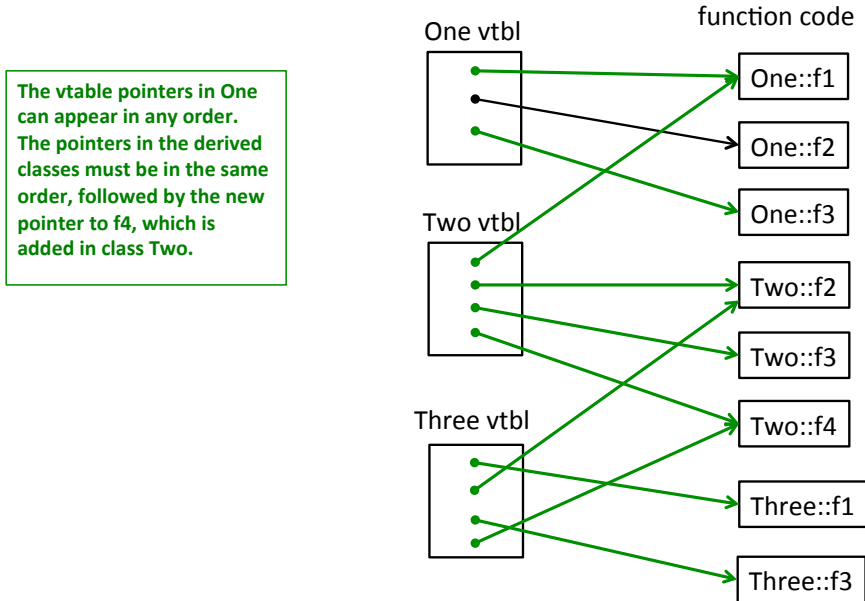 function code
One vtbl
The vtable pointers in One
can appear in any order.
The pointers in the derived
classes must be in the same
order, followed by the new
pointer to f4, which is
added in class Two.
One::f1
One::f2
One::f3
Two vtbl
Two::f2
Two::f3
Two::f4
Three vtbl
Three::f1
Three::f3